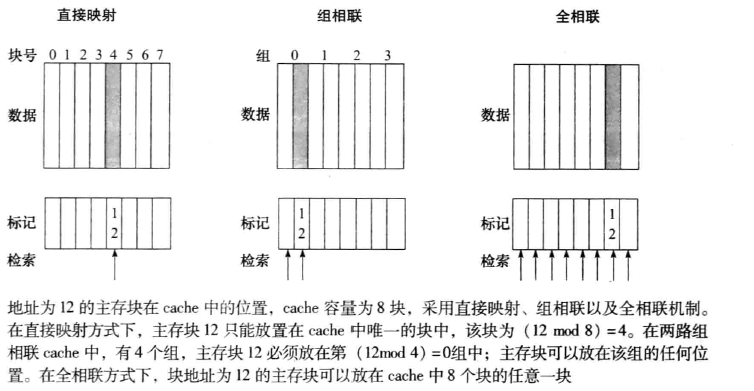 直接映射 组相联 全相联
块号 0 1 2 3 4 5 6 7 组 0 1 2 3
数据 数据 数据
标记 1 2 标记 1 2 标记 1 2
检索 检索 检索
地址为 12 的主存块在 cache 中的位置，cache 容量为 8 块，采用直接映射、组相联以及全相联机制。
在直接映射方式下，主存块 12 只能放置在 cache 中唯一的块中，该块为（12 mod 8）=4。在两路组
相联 cache 中，有 4 个组，主存块 12 必须放在第（12mod 4）=0组中；主存块可以放在该组的任何位
置。在全相联方式下，块地址为 12 的主存块可以放在 cache 中 8 个块的任意一块